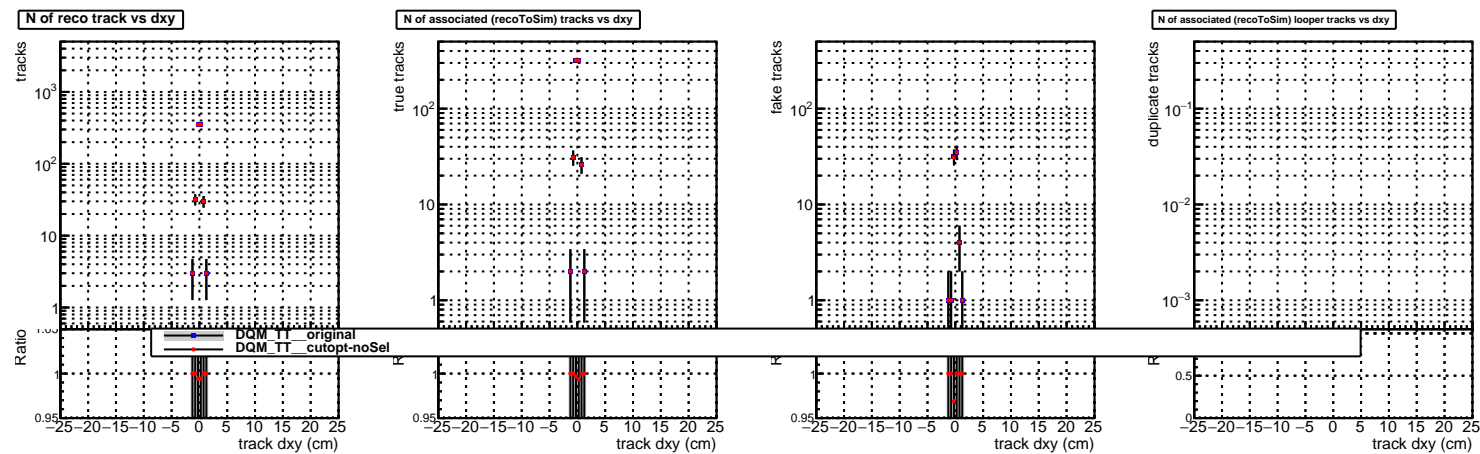 N of reco track vs dxy
tracks
10³
10²
10
1
Ratio
1
0.95
−25 −20 −15 −10 −5 0 5 10 15 20 25
track dxy (cm)
N of associated (recoToSim) tracks vs dxy
true tracks
10²
10
1
1
0.95
−25 −20 −15 −10 −5 0 5 10 15 20 25
track dxy (cm)
fake tracks
10²
10
1
1
0.95
−25 −20 −15 −10 −5 0 5 10 15 20 25
track dxy (cm)
N of associated (recoToSim) looper tracks vs dxy
duplicate tracks
10⁻¹
10⁻²
10⁻³
0.5
0
−25 −20 −15 −10 −5 0 5 10 15 20 25
track dxy (cm)
DQM_TT__original
DQM_TT__cutopt-noSel